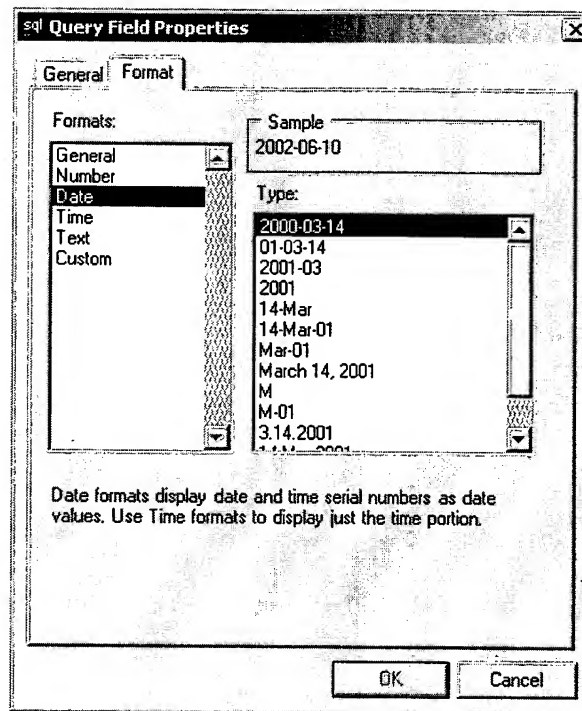 sql Query Field Properties
General Format
Formats:
General
Number
Date
Time
Text
Custom
Sample
2002-06-10
Type:
2000-03-14
01-03-14
2001-03
2001
14-Mar
14-Mar-01
Mar-01
March 14, 2001
M
M-01
3.14.2001
Date formats display date and time serial numbers as date
values. Use Time formats to display just the time portion.
OK Cancel